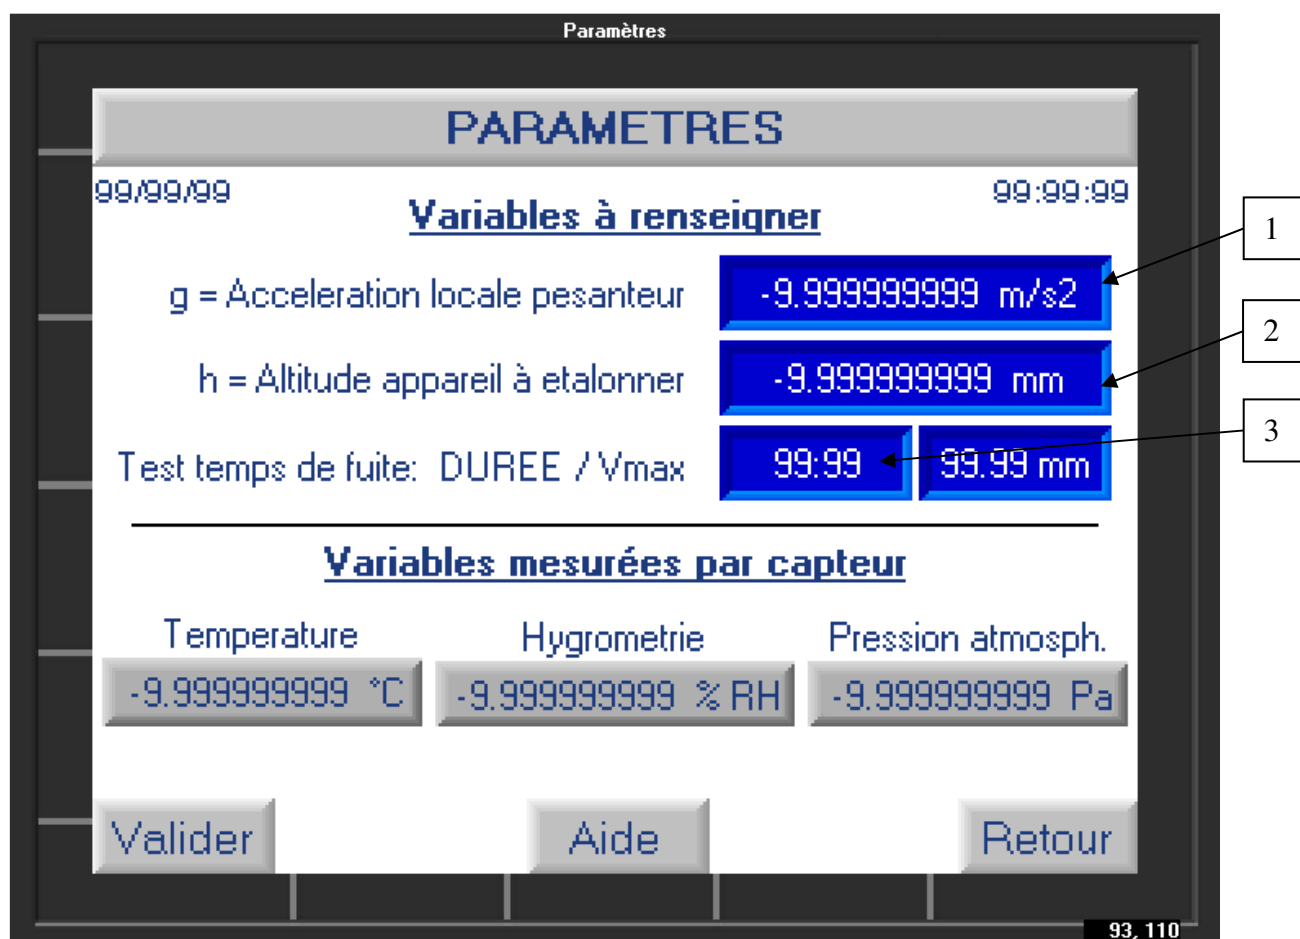 Paramètres
PARAMETRES
99/99/99 99:99:99
Variables à renseigner
1
g = Acceleration locale pesanteur -9.999999999 m/s2
2
h = Altitude appareil à etalonner -9.999999999 mm
3
Test temps de fuite: DUREE / Vmax 99:99 99.99 mm
Variables mesurées par capteur
Temperature Hygrometrie Pression atmosph.
-9.999999999 °C -9.999999999 % RH -9.999999999 Pa
Valider Aide Retour
93, 110